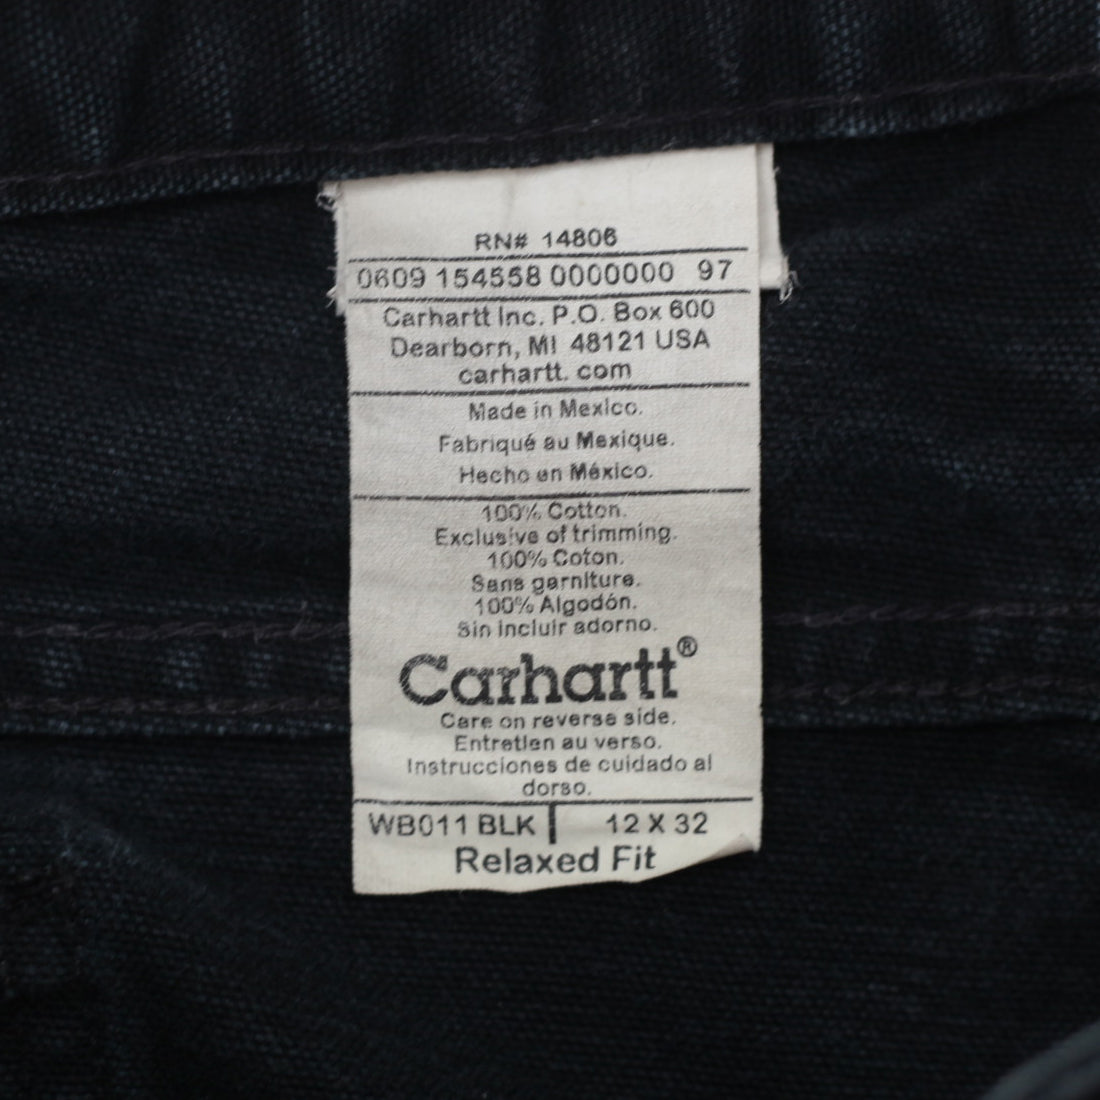 RN# 14806
0609 154558 0000000 97
Carhartt Inc. P.O. Box 600
Dearborn, MI 48121 USA
carhartt. com
Made in Mexico.
Fabriqué au Mexique.
Hecho en México.
100% Cotton.
Exclusive of trimming.
100% Coton.
Sans garniture.
100% Algodón.
Sin incluir adorno.
Carhartt®
Care on reverse side.
Entretien au verso.
Instrucciones de cuidado al
dorso.
WB011 BLK 12 X 32
Relaxed Fit